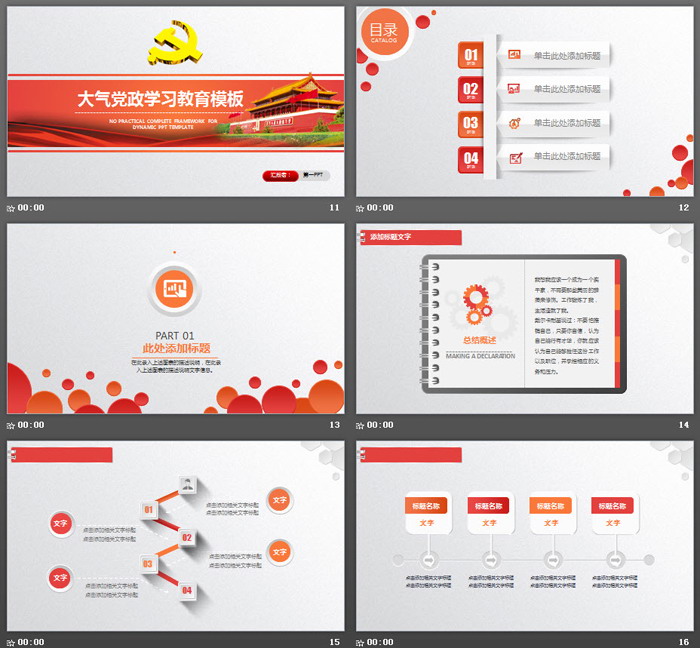 大气党政学习教育模板
NO PRACTICAL COMPLETE FRAMEWORK FOR
DYNAMIC PPT TEMPLATE
汇报者：
第一PPT
00:00
11
目录
CATALOG
01
单击此处添加标题
02
单击此处添加标题
03
单击此处添加标题
04
单击此处添加标题
00:00
12
PART 01
此处添加标题
在此录入上述图表的描述说明，在此录
入上述图表的描述说明文字信息。
00:00
13
添加标题文字
总结概述
MAKING A DECLARATION
00:00
14
01
02
03
04
文字
点击添加相关文字标题
点击添加相关文字标题
文字
点击添加相关文字标题
点击添加相关文字标题
点击添加相关文字标题
点击添加相关文字标题
文字
点击添加相关文字标题
点击添加相关文字标题
文字
00:00
15
标题名称
文字
标题名称
文字
标题名称
文字
标题名称
文字
点击添加相关文字标题
点击添加相关文字标题
点击添加相关文字标题
点击添加相关文字标题
点击添加相关文字标题
点击添加相关文字标题
点击添加相关文字标题
点击添加相关文字标题
00:00
16